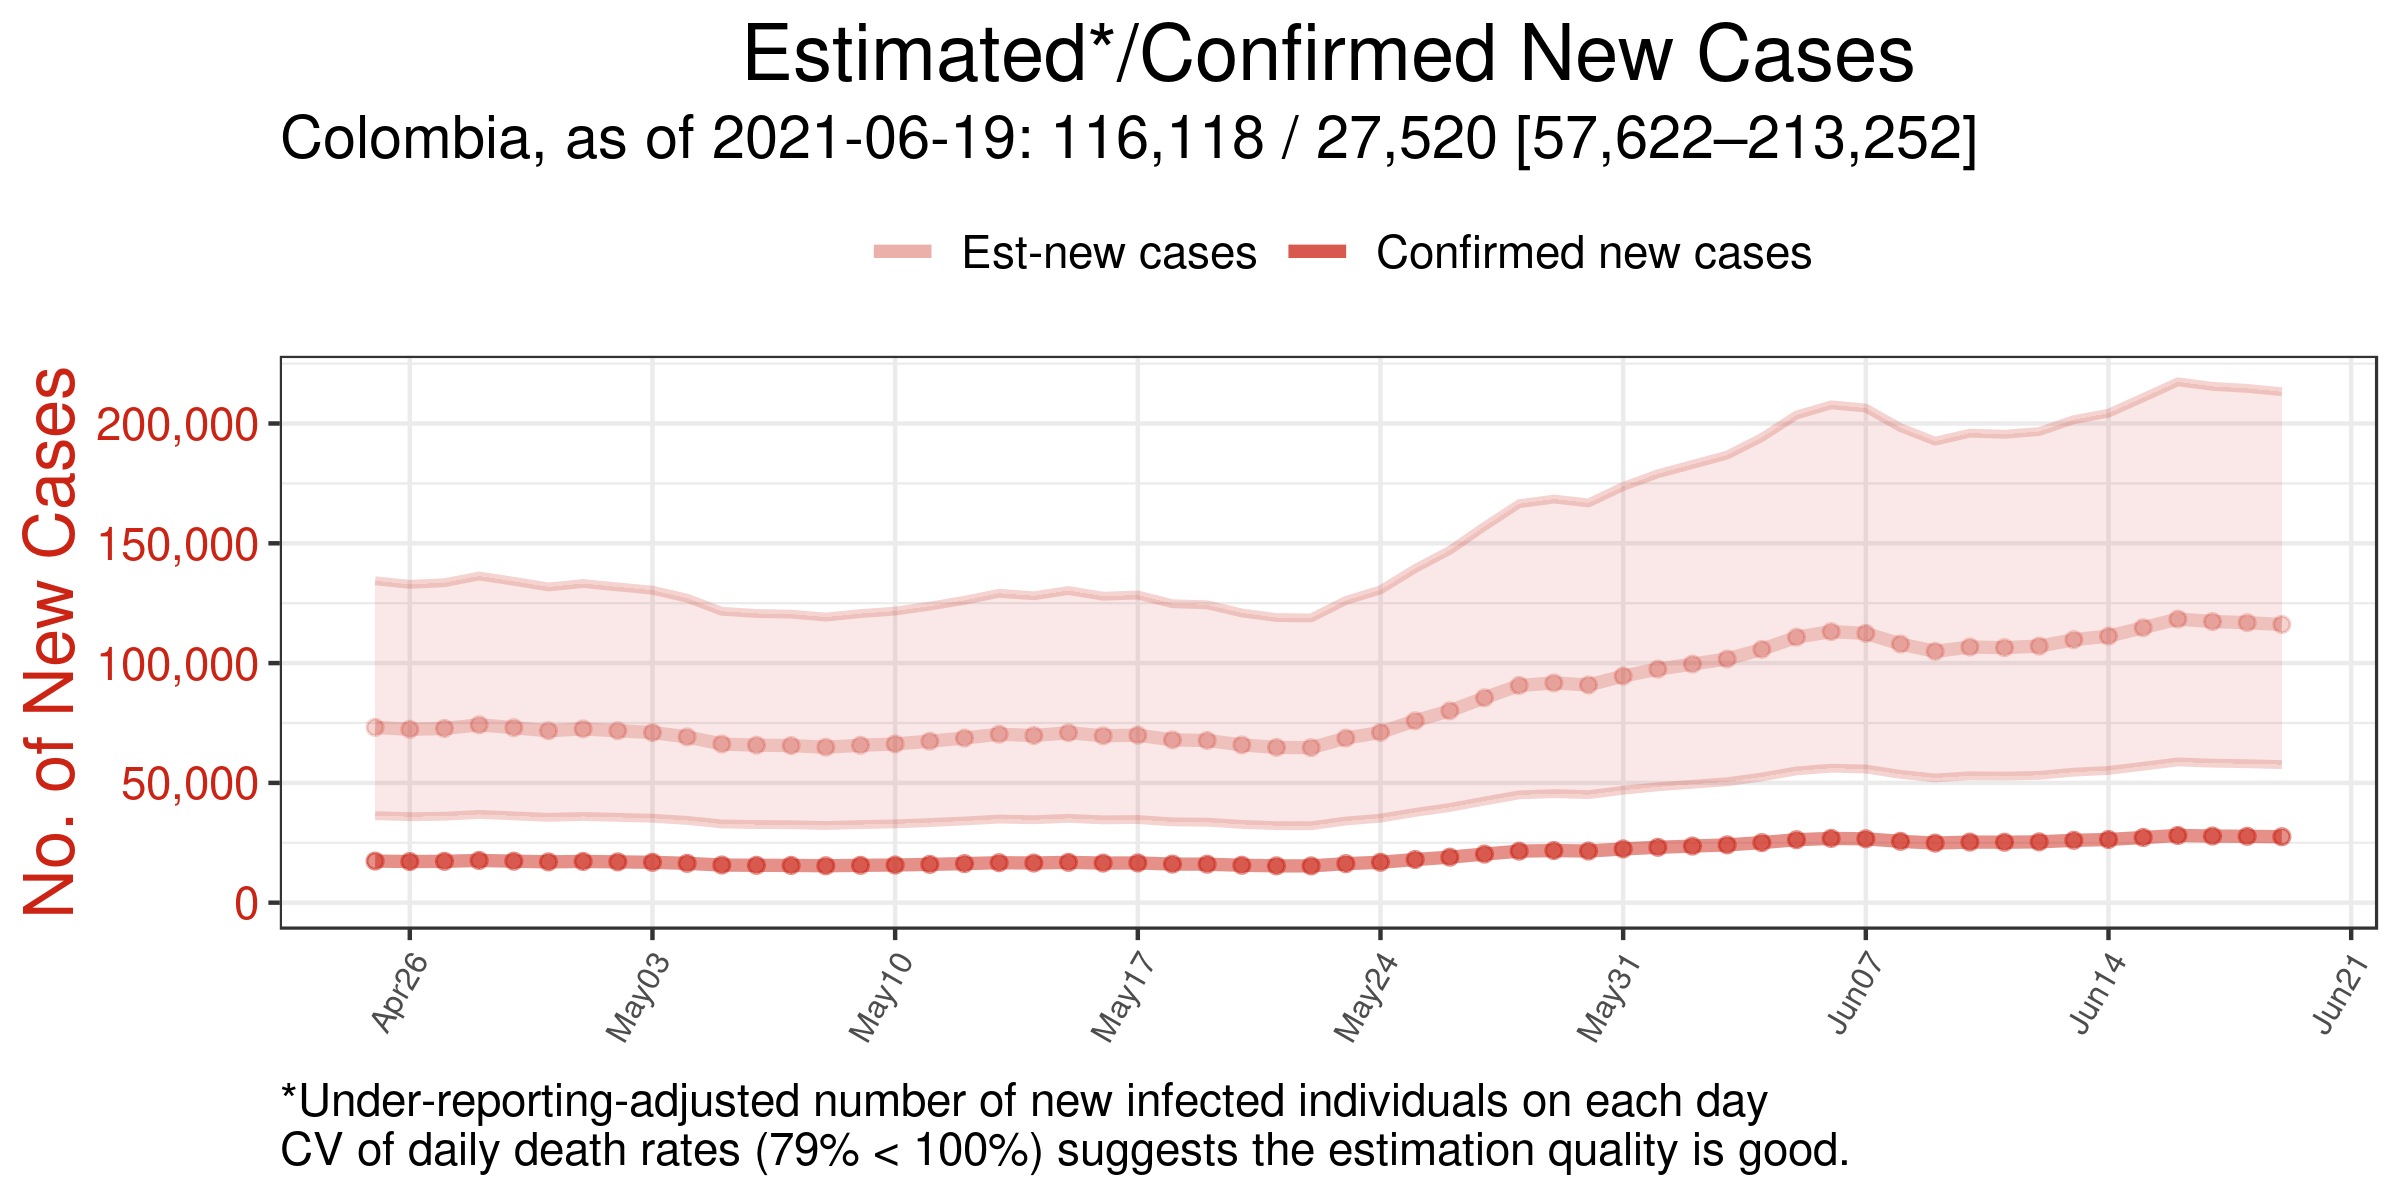 Estimated*/Confirmed New Cases
Colombia, as of 2021-06-19: 116,118 / 27,520 [57,622–213,252]
Est-new cases
Confirmed new cases
No. of New Cases
200,000
150,000
100,000
50,000
0
Apr26
May03
May10
May17
May24
May31
Jun07
Jun14
Jun21
*Under-reporting-adjusted number of new infected individuals on each day
CV of daily death rates (79% < 100%) suggests the estimation quality is good.